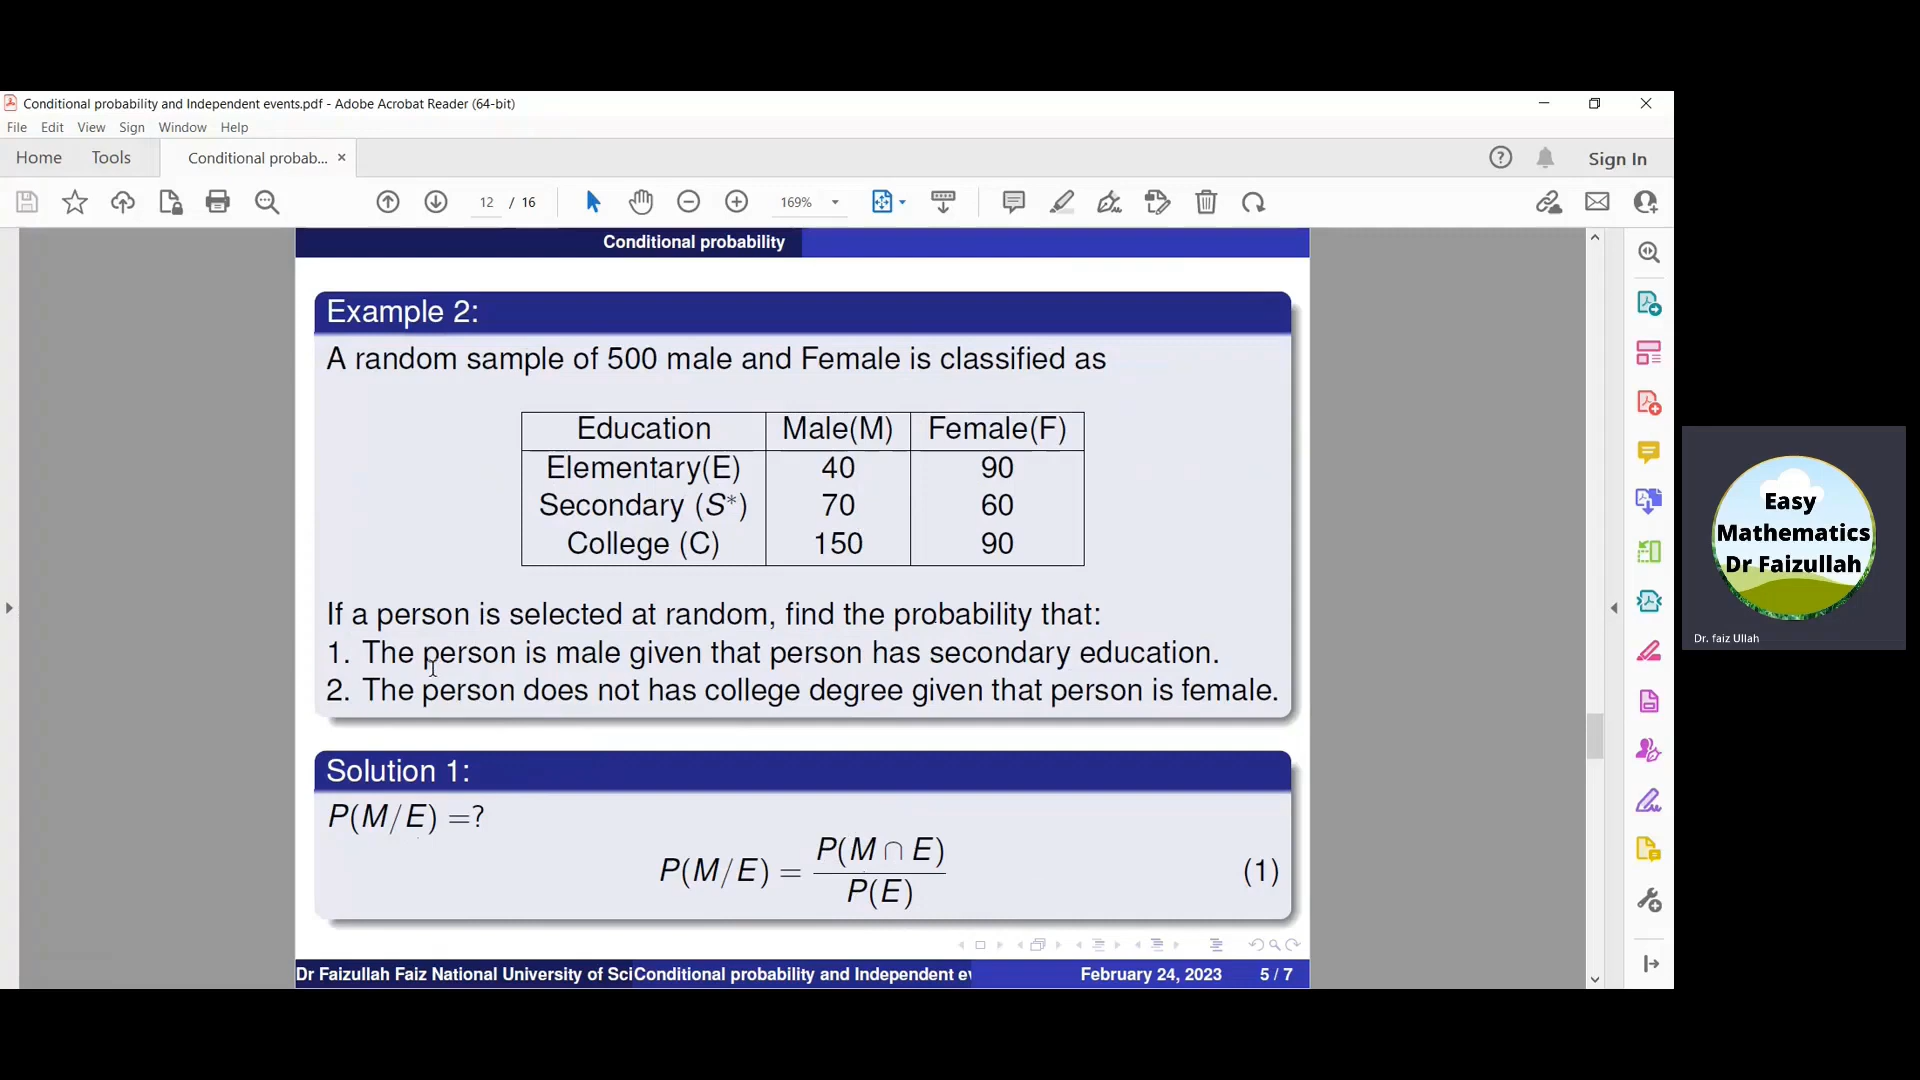 Conditional probability and Independent events.pdf - Adobe Acrobat Reader (64-bit)
File Edit View Sign Window Help
Home Tools Conditional probab... × Sign In
12 / 16 169%
Conditional probability
Example 2:
A random sample of 500 male and Female is classified as
Education Male(M) Female(F)
Elementary(E) 40 90
Secondary (S*) 70 60
College (C) 150 90
If a person is selected at random, find the probability that:
1. The person is male given that person has secondary education.
2. The person does not has college degree given that person is female.
Solution 1:
P(M/E) =?
P(M/E) = P(M ∩ E) / P(E) (1)
Dr Faizullah Faiz National University of Sci Conditional probability and Independent ev February 24, 2023 5 / 7
Easy
Mathematics
Dr Faizullah
Dr. faiz Ullah